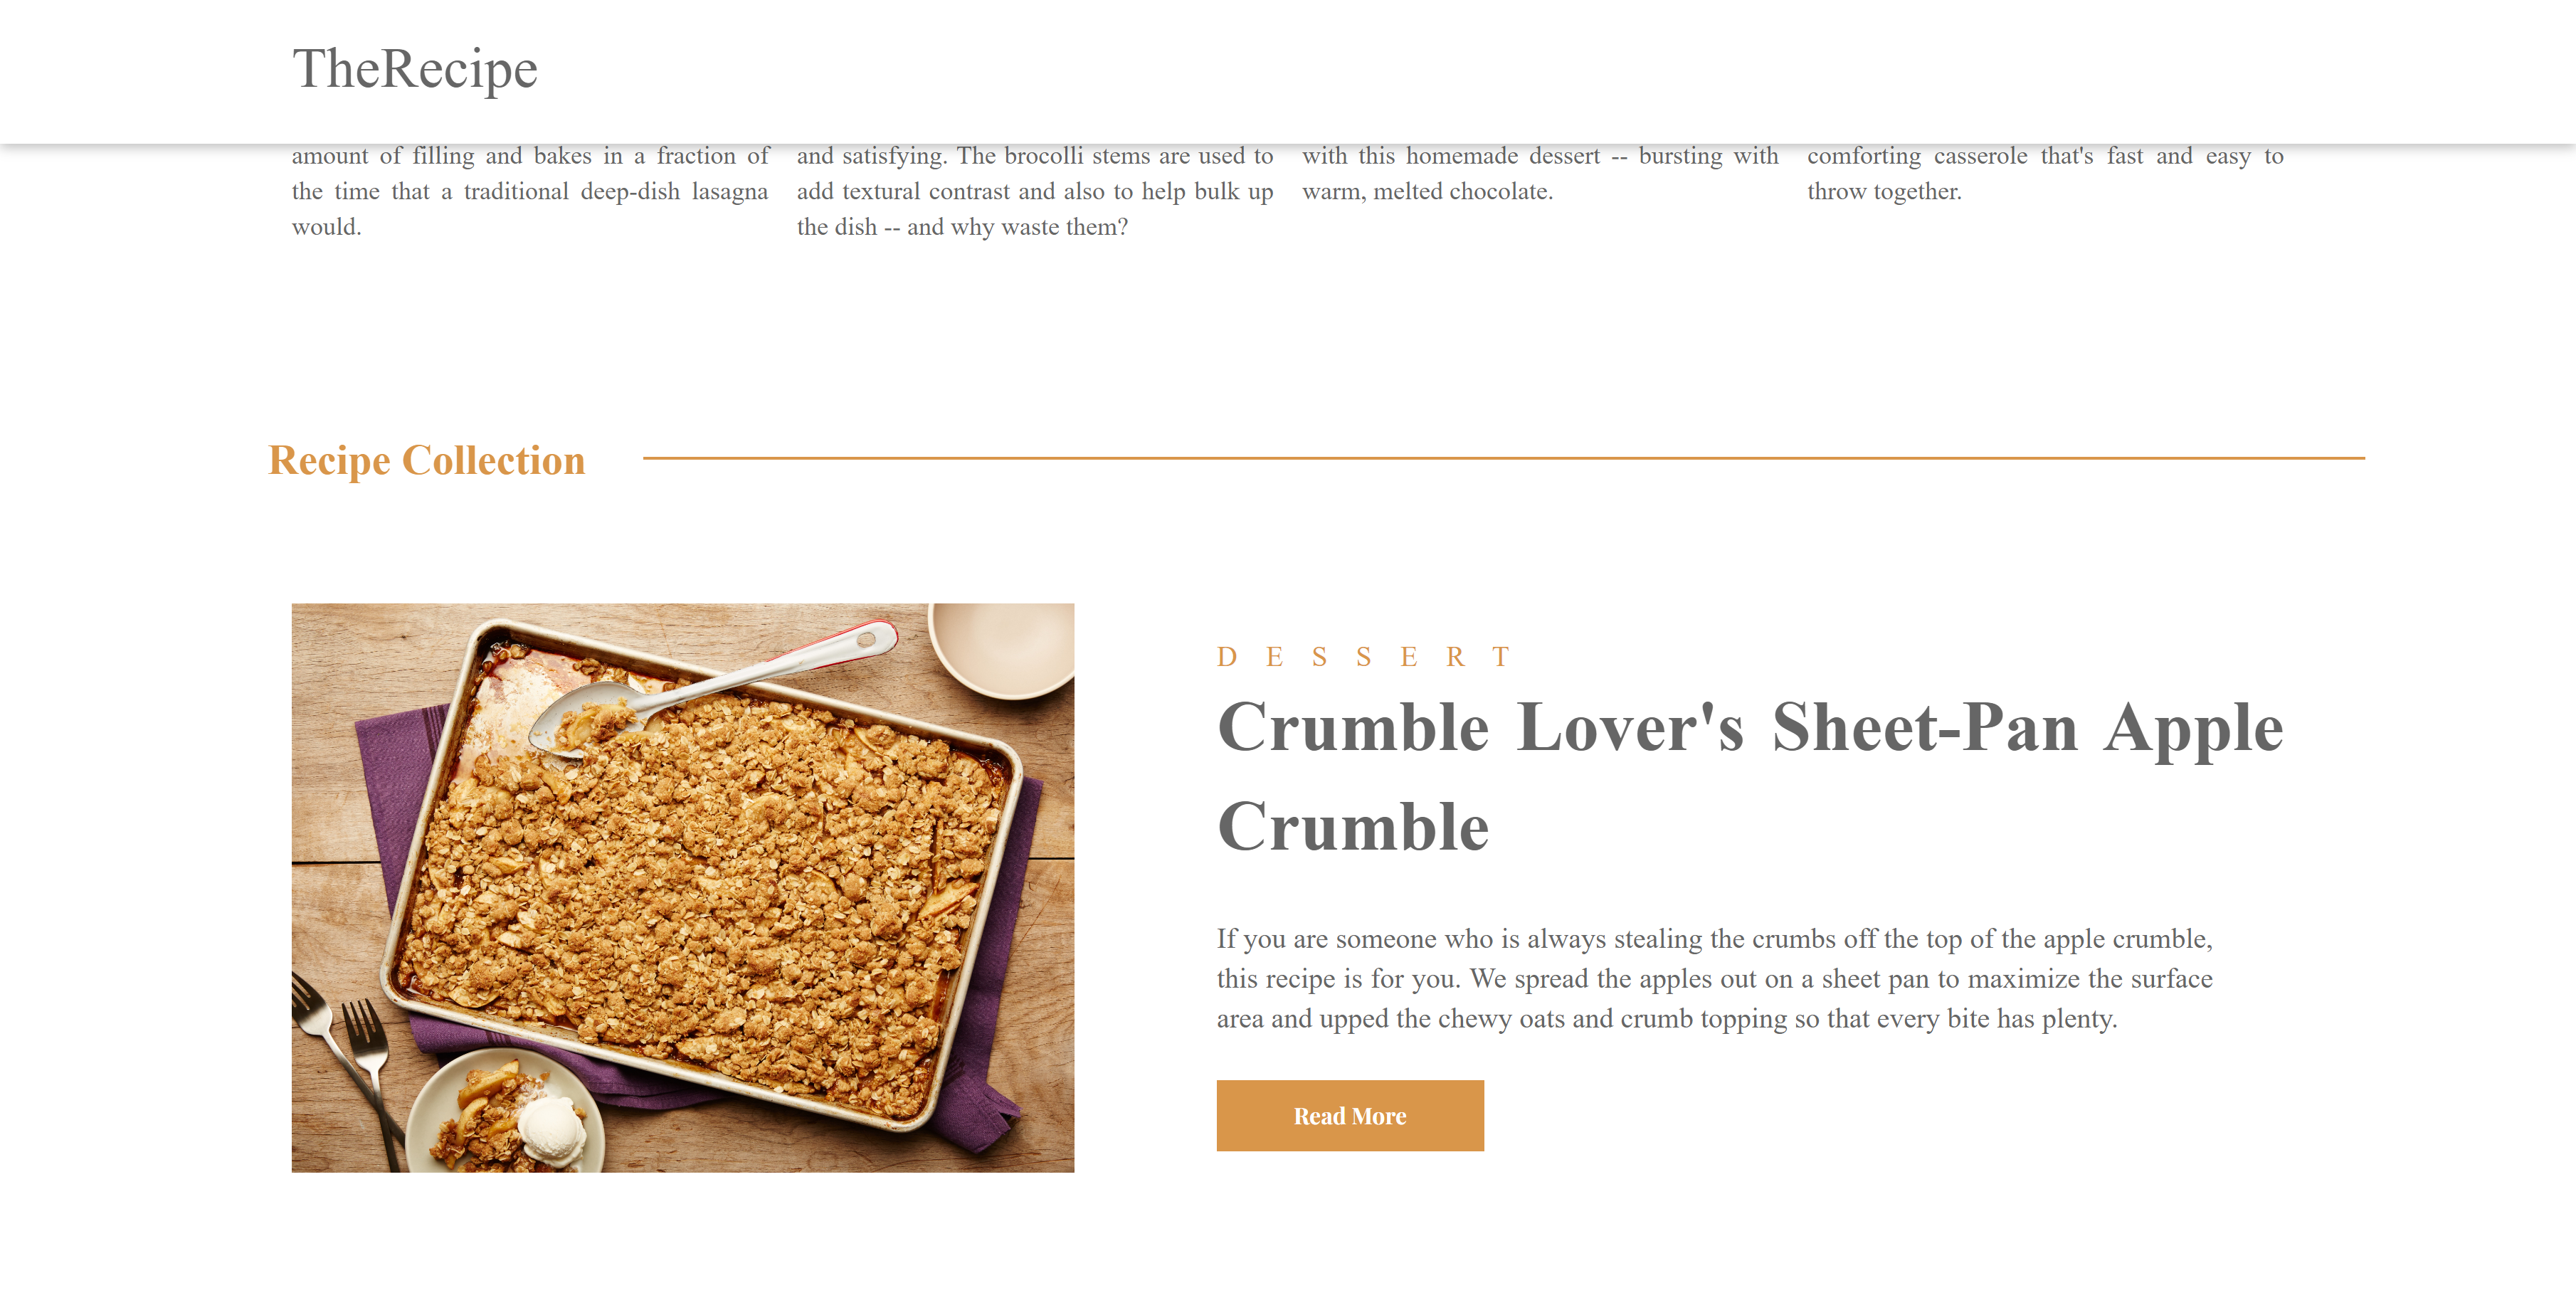 TheRecipe
amount of filling and bakes in a fraction of
the time that a traditional deep-dish lasagna
would.
and satisfying. The brocolli stems are used to
add textural contrast and also to help bulk up
the dish -- and why waste them?
with this homemade dessert -- bursting with
warm, melted chocolate.
comforting casserole that's fast and easy to
throw together.
Recipe Collection
DESSERT
Crumble Lover's Sheet-Pan Apple
Crumble
If you are someone who is always stealing the crumbs off the top of the apple crumble,
this recipe is for you. We spread the apples out on a sheet pan to maximize the surface
area and upped the chewy oats and crumb topping so that every bite has plenty.
Read More